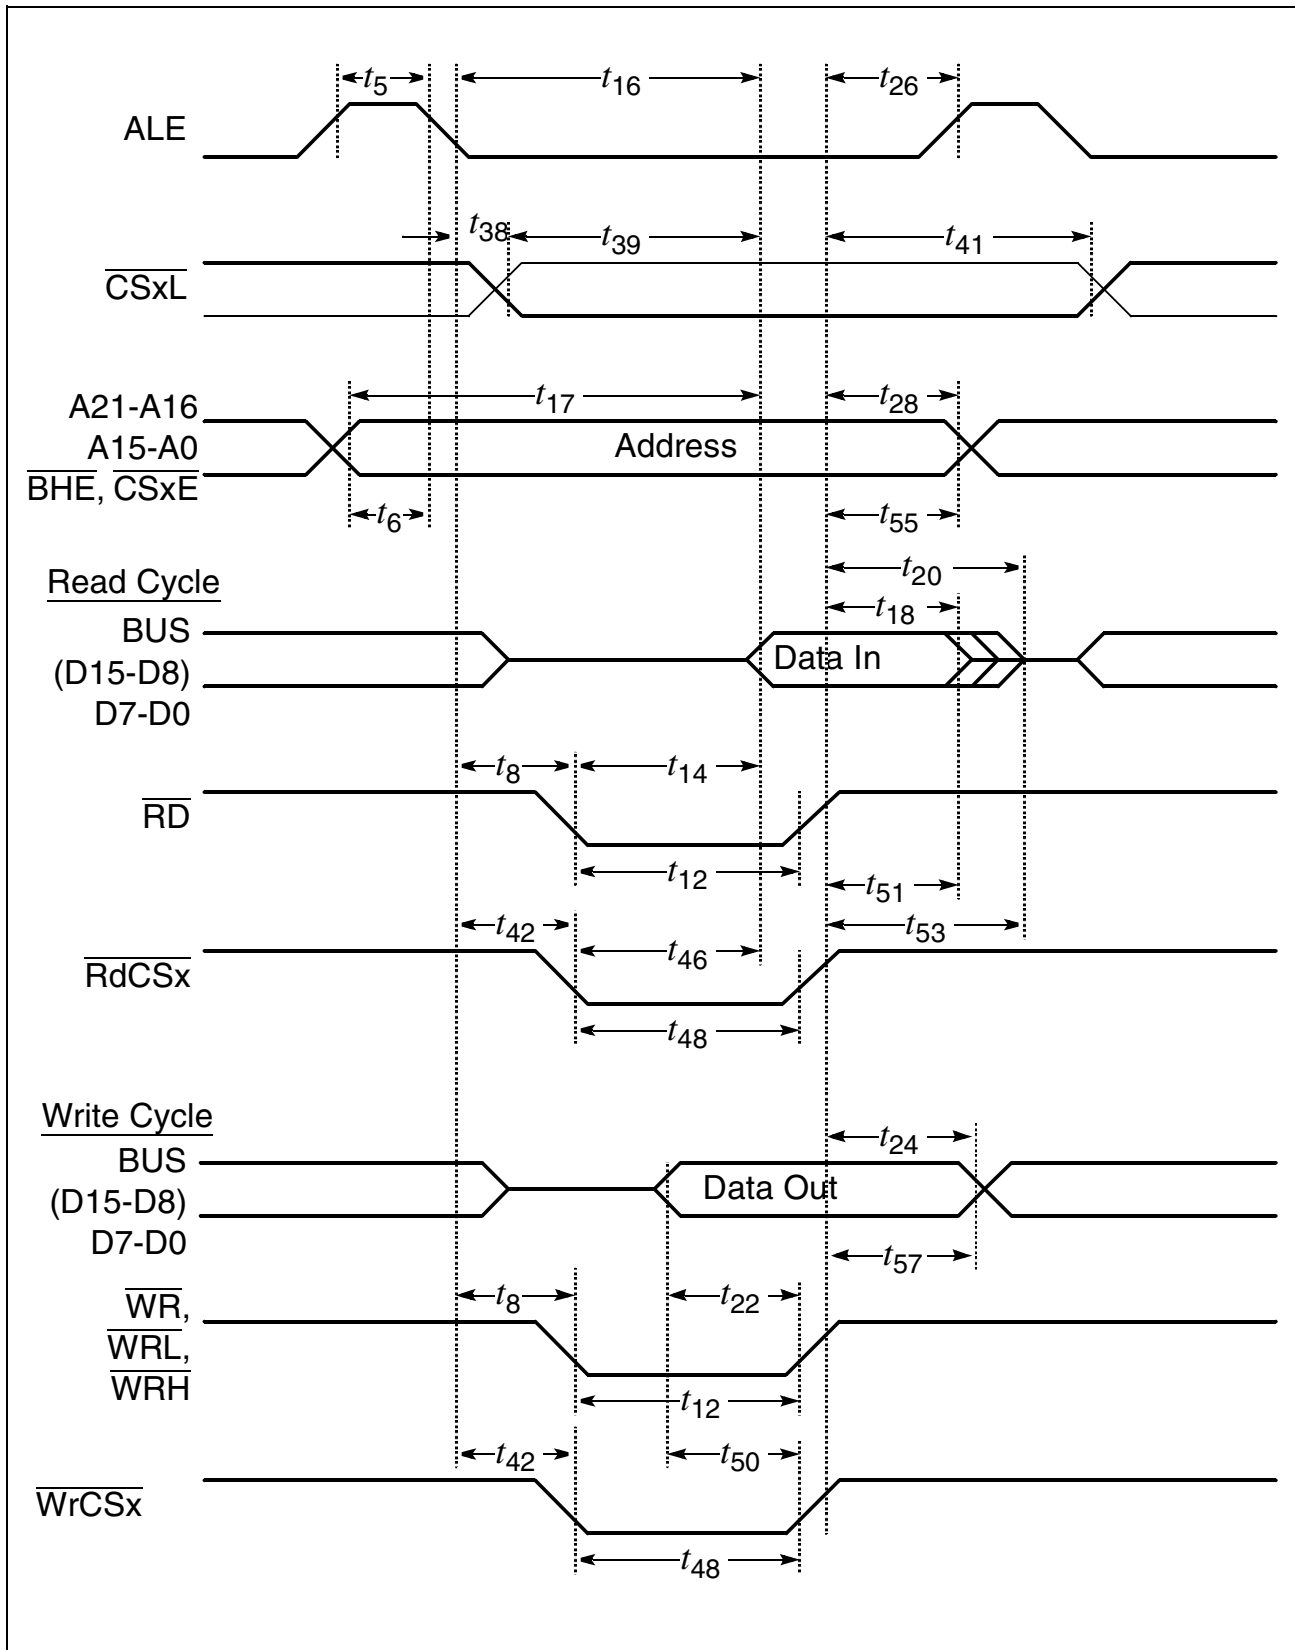 t5 t16 t26
ALE
t38 t39 t41
CSxL
t17 t28
A21-A16
A15-A0 Address
BHE, CSxE
t6 t55
t20
Read Cycle
t18
BUS
(D15-D8) Data In
D7-D0
t8 t14
RD
t12 t51
t42 t46 t53
RdCSx
t48
Write Cycle
t24
BUS
(D15-D8) Data Out
D7-D0
t57
t8 t22
WR,
WRL,
WRH
t12
t42 t50
WrCSx
t48